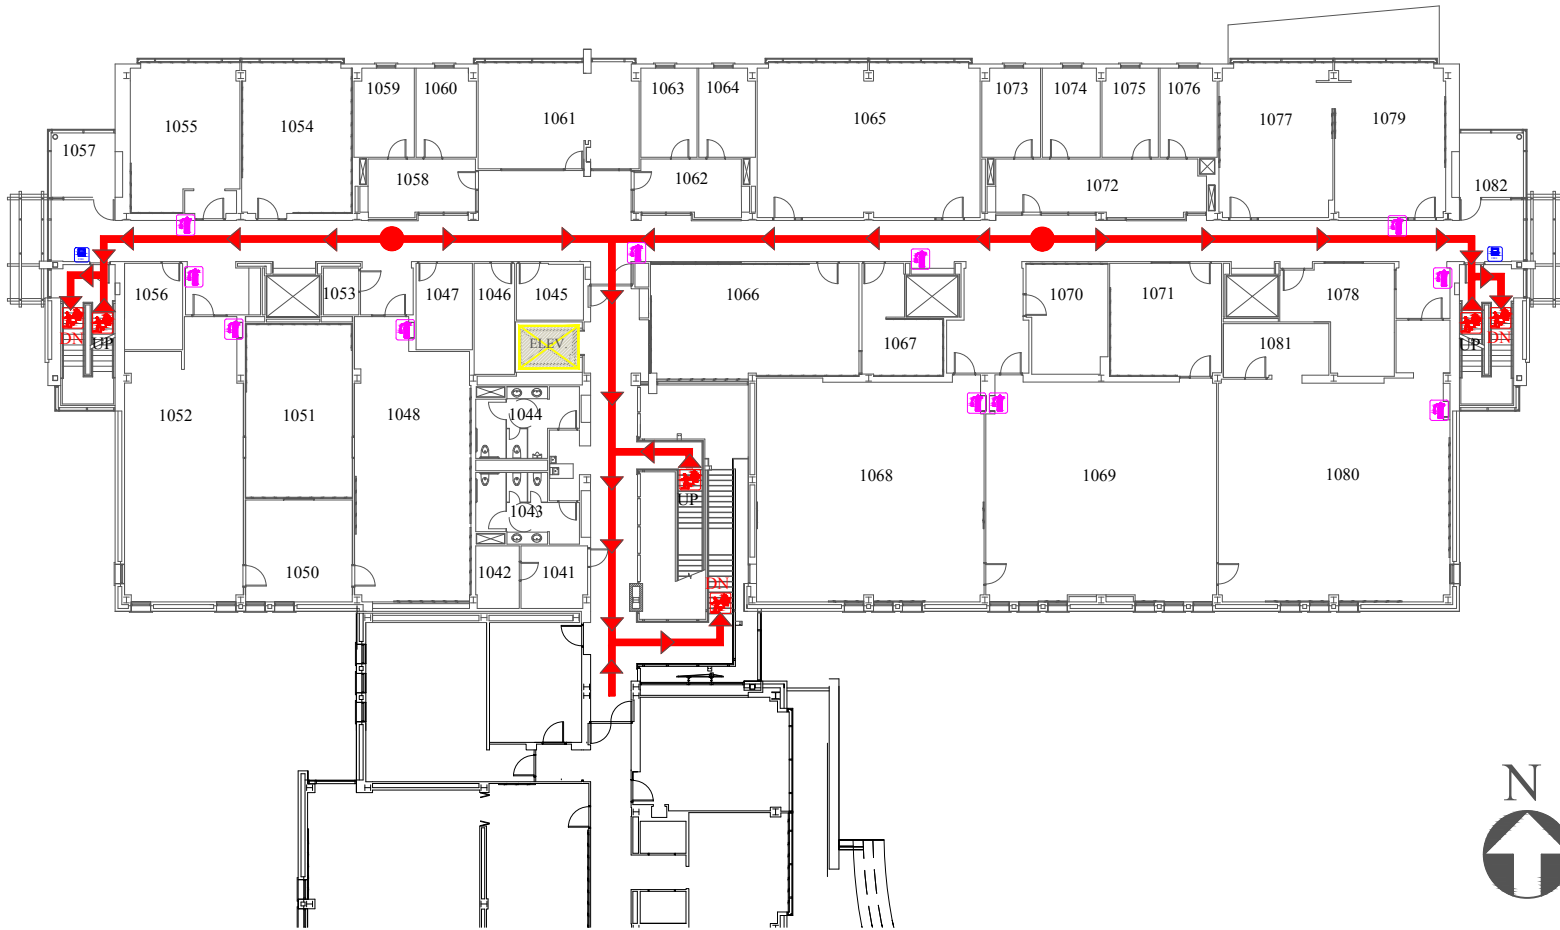 1059 1060 1063 1064 1073 1074 1075 1076
1055 1054 1061 1065 1077 1079
1057 1058 1062 1072 1082
1056 1053 1047 1046 1045 1066 1070 1071 1078
DN UP ELEV. 1067 1081 UP DN
1052 1051 1048 1044 1068 1069 1080
UP
1043
1050 1042 1041 DN
N